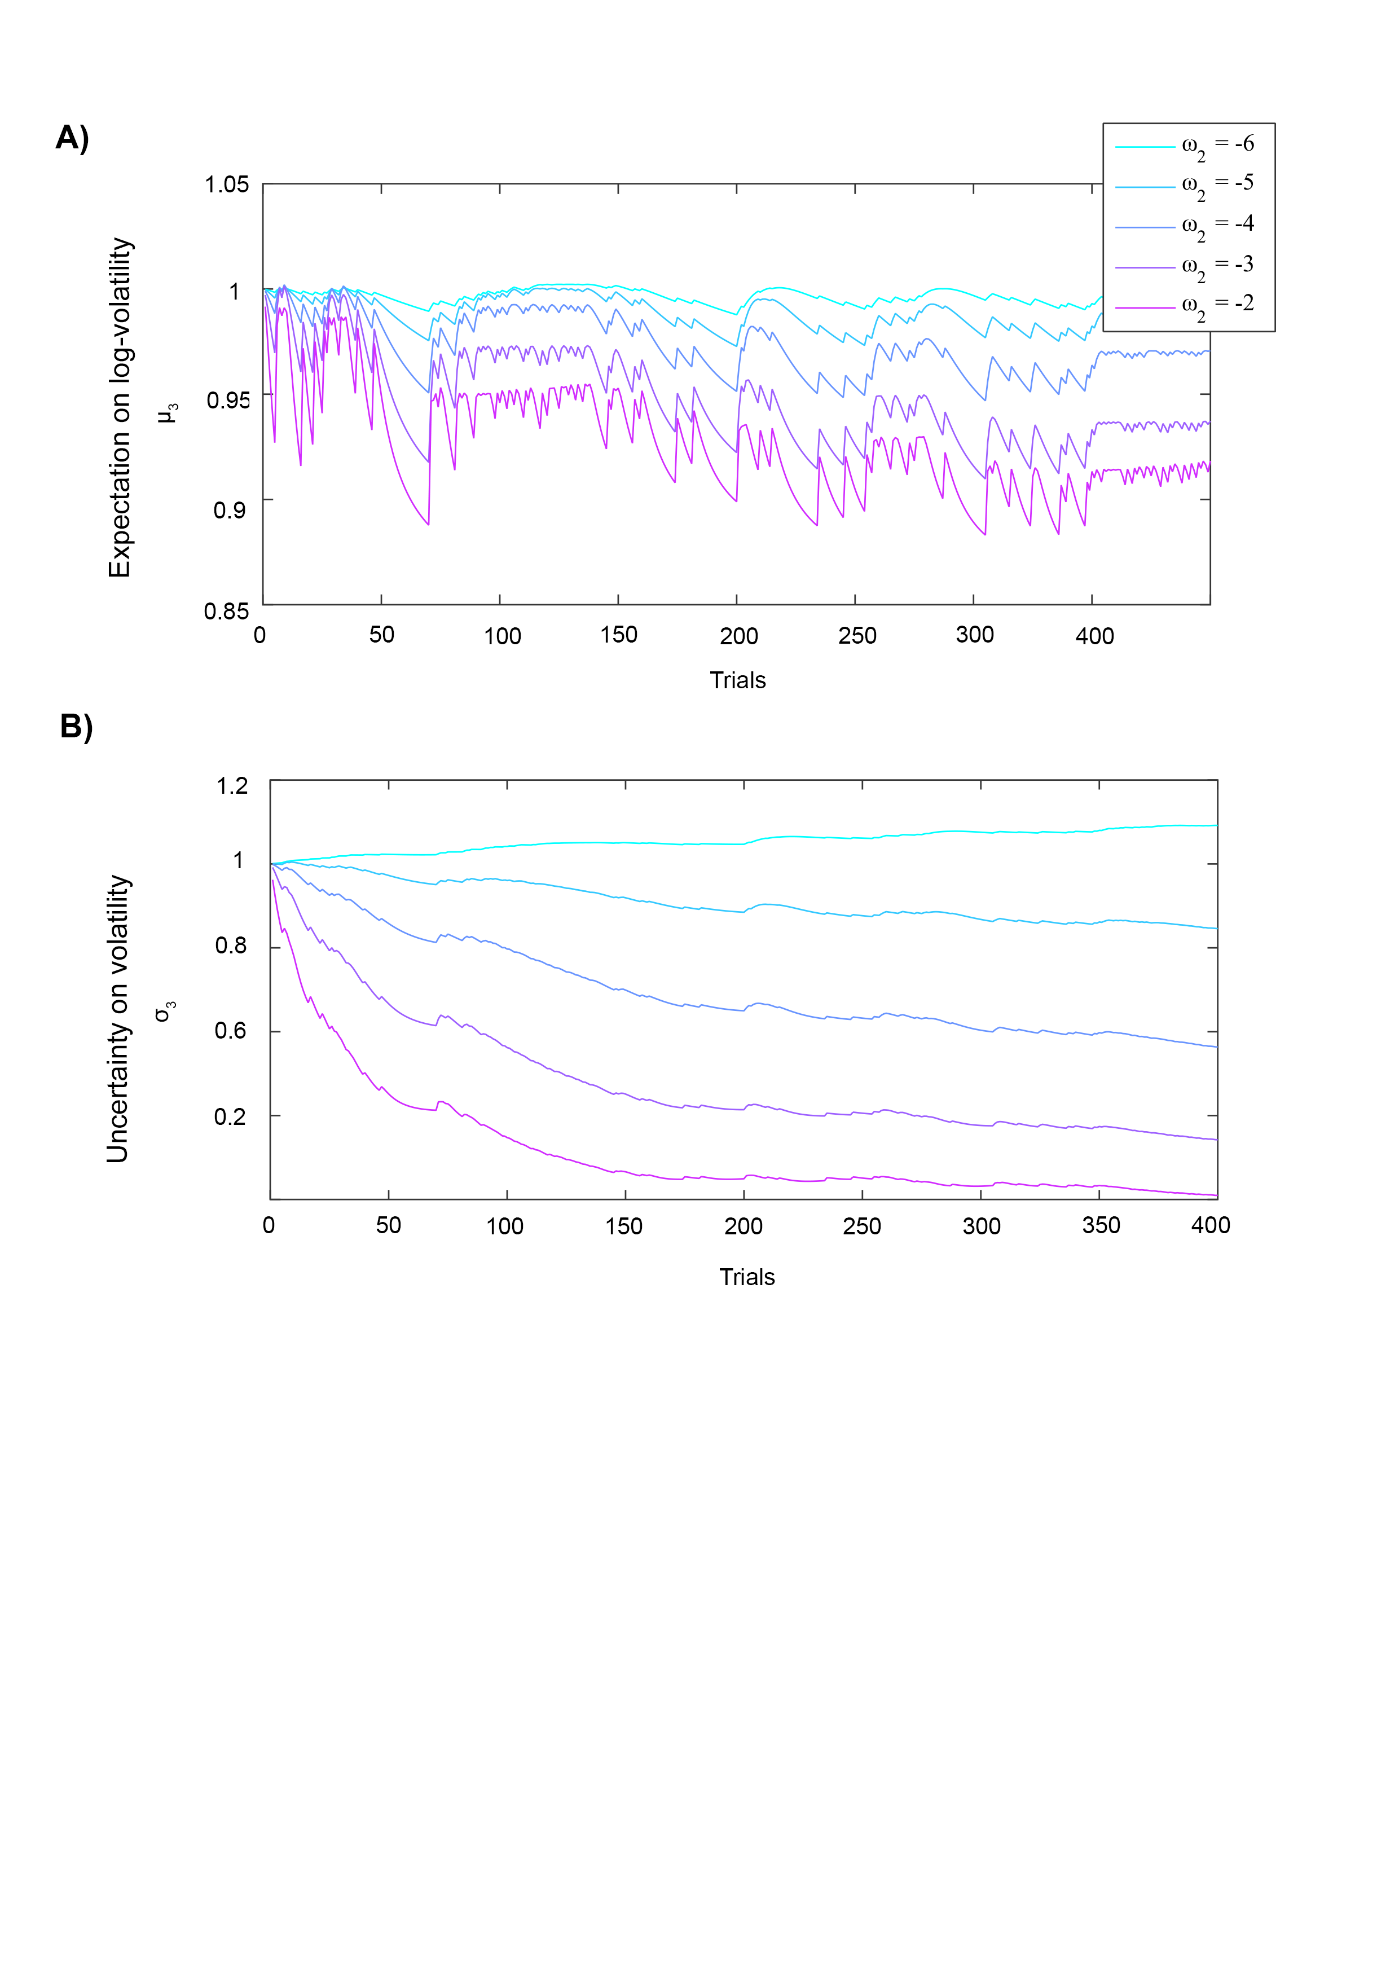 A)
ω2 = -6
ω2 = -5
ω2 = -4
ω2 = -3
ω2 = -2
Expectation on log-volatility
μ3
1.05
1
0.95
0.9
0.85
0 50 100 150 200 250 300 400
Trials
B)
Uncertainty on volatility
σ3
1.2
1
0.8
0.6
0.2
0 50 100 150 200 250 300 350 400
Trials